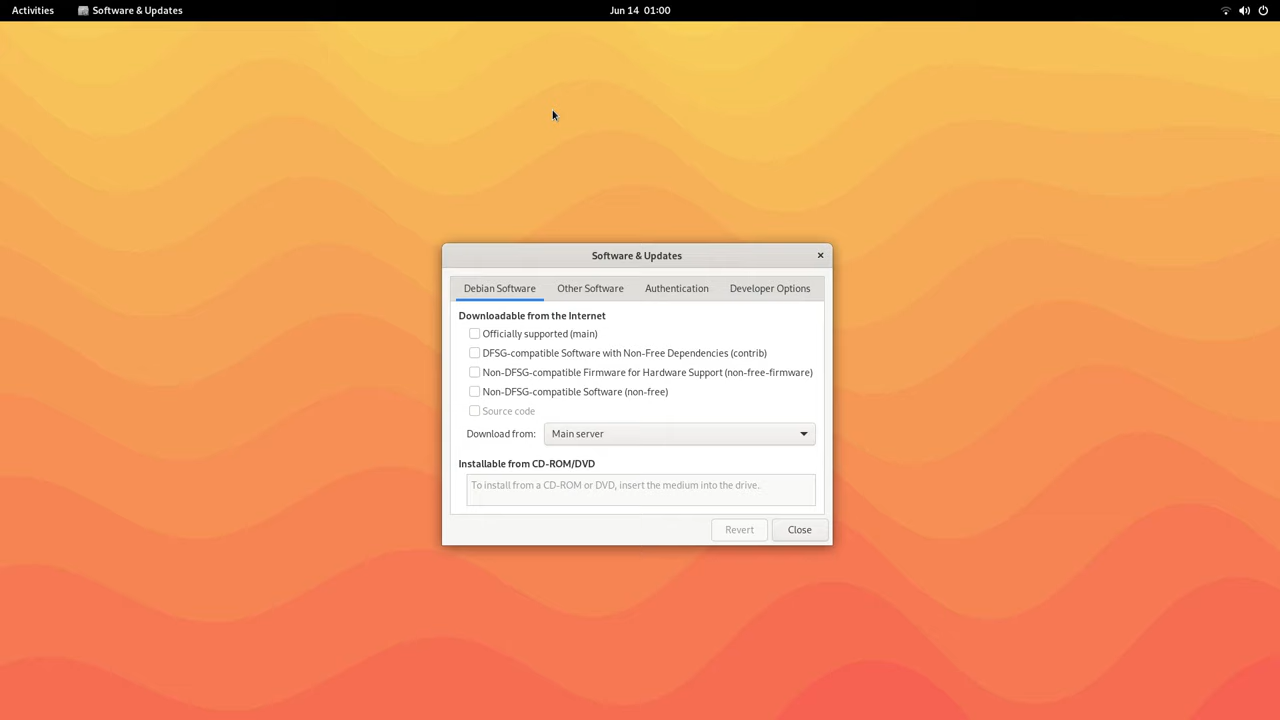 Activities Software & Updates Jun 14 01:00
Software & Updates
Debian Software Other Software Authentication Developer Options
Downloadable from the Internet
Officially supported (main)
DFSG-compatible Software with Non-Free Dependencies (contrib)
Non-DFSG-compatible Firmware for Hardware Support (non-free-firmware)
Non-DFSG-compatible Software (non-free)
Source code
Download from: Main server
Installable from CD-ROM/DVD
To install from a CD-ROM or DVD, insert the medium into the drive.
Revert Close